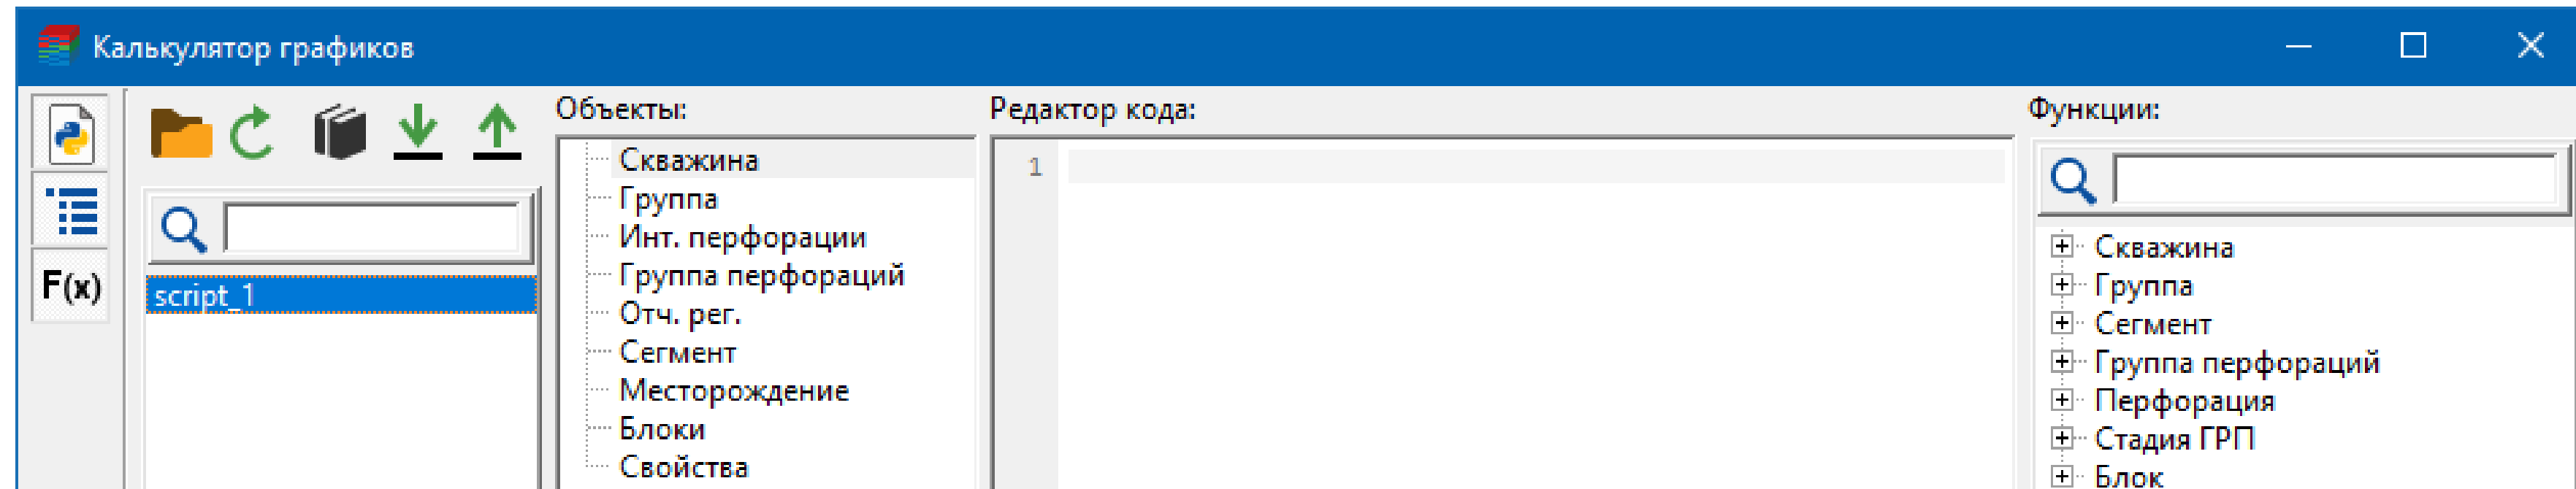 Калькулятор графиков
Объекты:
Редактор кода:
Функции:
F(x)
script_1
Скважина
Группа
Инт. перфорации
Группа перфораций
Отч. рег.
Сегмент
Месторождение
Блоки
Свойства
1
Скважина
Группа
Сегмент
Группа перфораций
Перфорация
Стадия ГРП
Блок